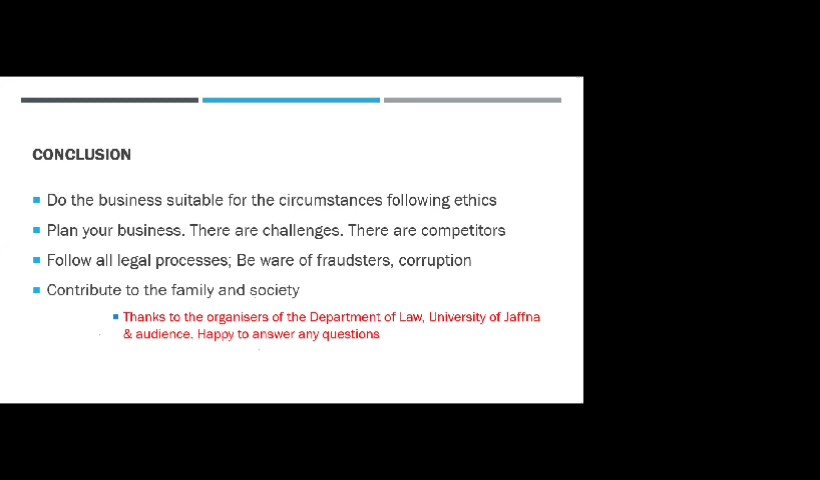 CONCLUSION
Do the business suitable for the circumstances following ethics
Plan your business. There are challenges. There are competitors
Follow all legal processes; Be ware of fraudsters, corruption
Contribute to the family and society
Thanks to the organisers of the Department of Law, University of Jaffna
& audience. Happy to answer any questions